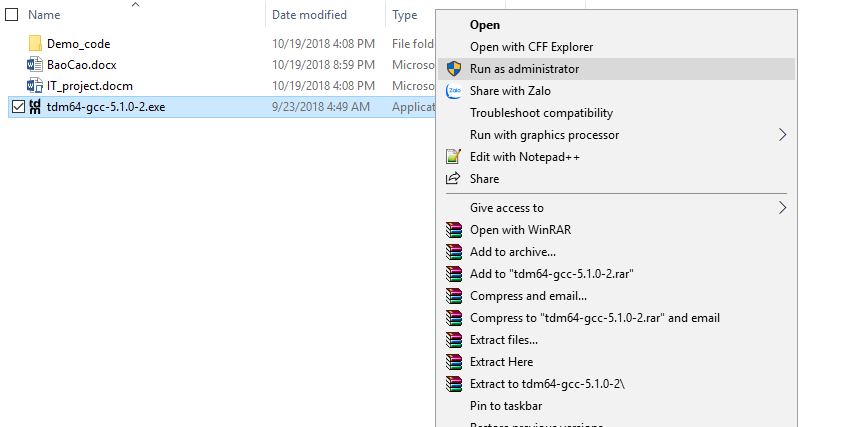 Name Date modified Type
Demo_code 10/19/2018 4:08 PM File fold
BaoCao.docx 10/19/2018 8:59 PM Microso
IT_project.docm 10/19/2018 4:08 PM Microso
tdm64-gcc-5.1.0-2.exe 9/23/2018 4:49 AM Applicat
Open
Open with CFF Explorer
Run as administrator
Zalo Share with Zalo
Troubleshoot compatibility
Run with graphics processor
Edit with Notepad++
Share
Give access to
Open with WinRAR
Add to archive...
Add to "tdm64-gcc-5.1.0-2.rar"
Compress and email...
Compress to "tdm64-gcc-5.1.0-2.rar" and email
Extract files...
Extract Here
Extract to tdm64-gcc-5.1.0-2\
Pin to taskbar
Restore previous versions